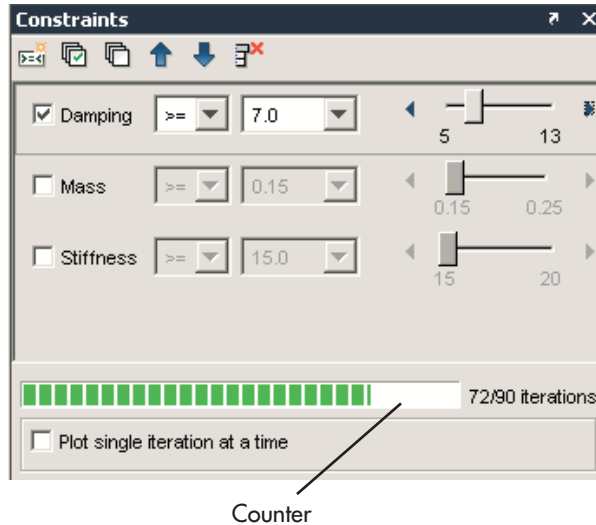 Constraints
Damping >= 7.0
5 13
Mass >= 0.15
0.15 0.25
Stiffness >= 15.0
15 20
72/90 iterations
Plot single iteration at a time
Counter